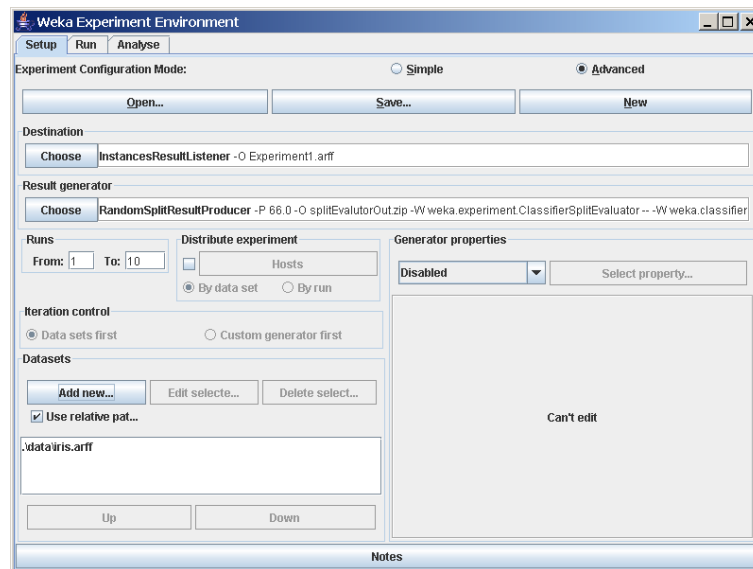 Weka Experiment Environment
Setup Run Analyse
Experiment Configuration Mode: Simple Advanced
Open... Save... New
Destination
Choose InstancesResultListener -O Experiment1.arff
Result generator
Choose RandomSplitResultProducer -P 66.0 -O splitEvalutorOut.zip -W weka.experiment.ClassifierSplitEvaluator -- -W weka.classifier
Runs Distribute experiment Generator properties
From: 1 To: 10 Hosts Disabled Select property...
By data set By run
Iteration control
Data sets first Custom generator first
Datasets
Add new... Edit selecte... Delete select...
Use relative pat... Can't edit
.\data\iris.arff
Up Down
Notes